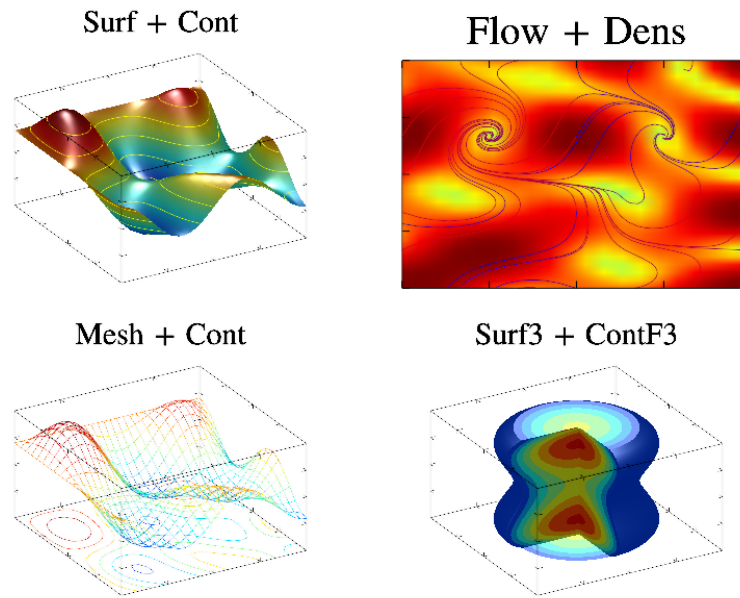 Surf + Cont
Flow + Dens
Mesh + Cont
Surf3 + ContF3